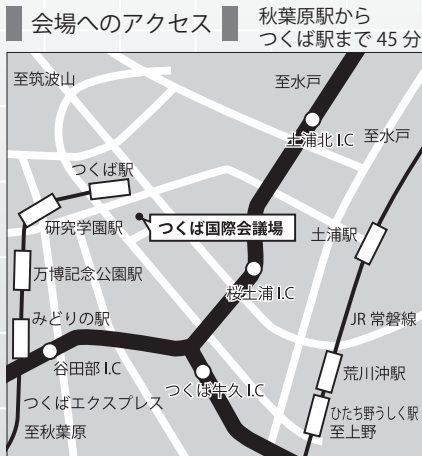 会場へのアクセス
秋葉原駅から
つくば駅まで 45 分
至筑波山
至水戸
土浦北 I.C
至水戸
つくば駅
研究学園駅
つくば国際会議場
土浦駅
万博記念公園駅
桜土浦 I.C
みどりの駅
JR 常磐線
谷田部 I.C
つくば牛久 I.C
荒川沖駅
つくばエクスプレス
ひたち野うしく駅
至秋葉原
至上野